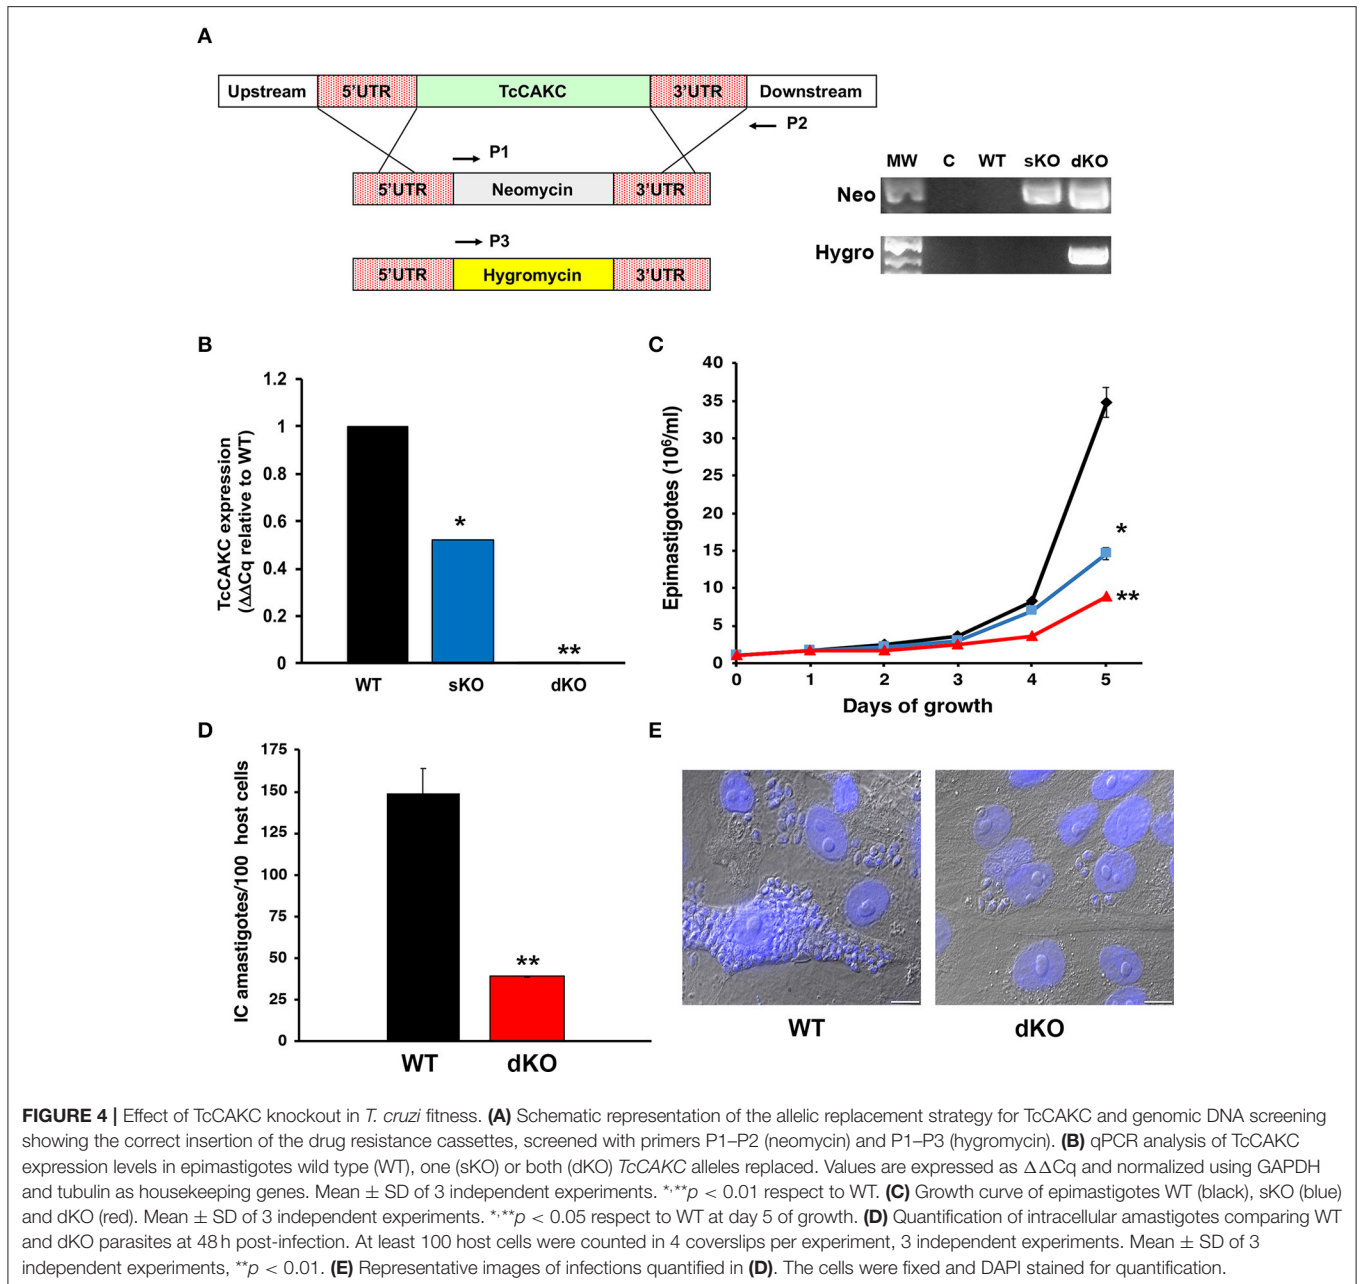 A
Upstream 5'UTR TcCAKC 3'UTR Downstream
P2
P1
5'UTR Neomycin 3'UTR
P3
5'UTR Hygromycin 3'UTR
MW C WT sKO dKO
Neo
Hygro
B
TcCAKC expression
(ΔΔCq relative to WT)
1.2
1
0.8
0.6
0.4
0.2
0
*
**
WT sKO dKO
C
Epimastigotes (10⁶/ml)
40
35
30
25
20
15
10
5
0
*
**
0 1 2 3 4 5
Days of growth
D
IC amastigotes/100 host cells
175
150
125
100
75
50
25
0
**
WT dKO
E
WT dKO
FIGURE 4 | Effect of TcCAKC knockout in T. cruzi fitness. (A) Schematic representation of the allelic replacement strategy for TcCAKC and genomic DNA screening
showing the correct insertion of the drug resistance cassettes, screened with primers P1–P2 (neomycin) and P1–P3 (hygromycin). (B) qPCR analysis of TcCAKC
expression levels in epimastigotes wild type (WT), one (sKO) or both (dKO) TcCAKC alleles replaced. Values are expressed as ΔΔCq and normalized using GAPDH
and tubulin as housekeeping genes. Mean ± SD of 3 independent experiments. *,**p < 0.01 respect to WT. (C) Growth curve of epimastigotes WT (black), sKO (blue)
and dKO (red). Mean ± SD of 3 independent experiments. *,**p < 0.05 respect to WT at day 5 of growth. (D) Quantification of intracellular amastigotes comparing WT
and dKO parasites at 48 h post-infection. At least 100 host cells were counted in 4 coverslips per experiment, 3 independent experiments. Mean ± SD of 3
independent experiments, **p < 0.01. (E) Representative images of infections quantified in (D). The cells were fixed and DAPI stained for quantification.